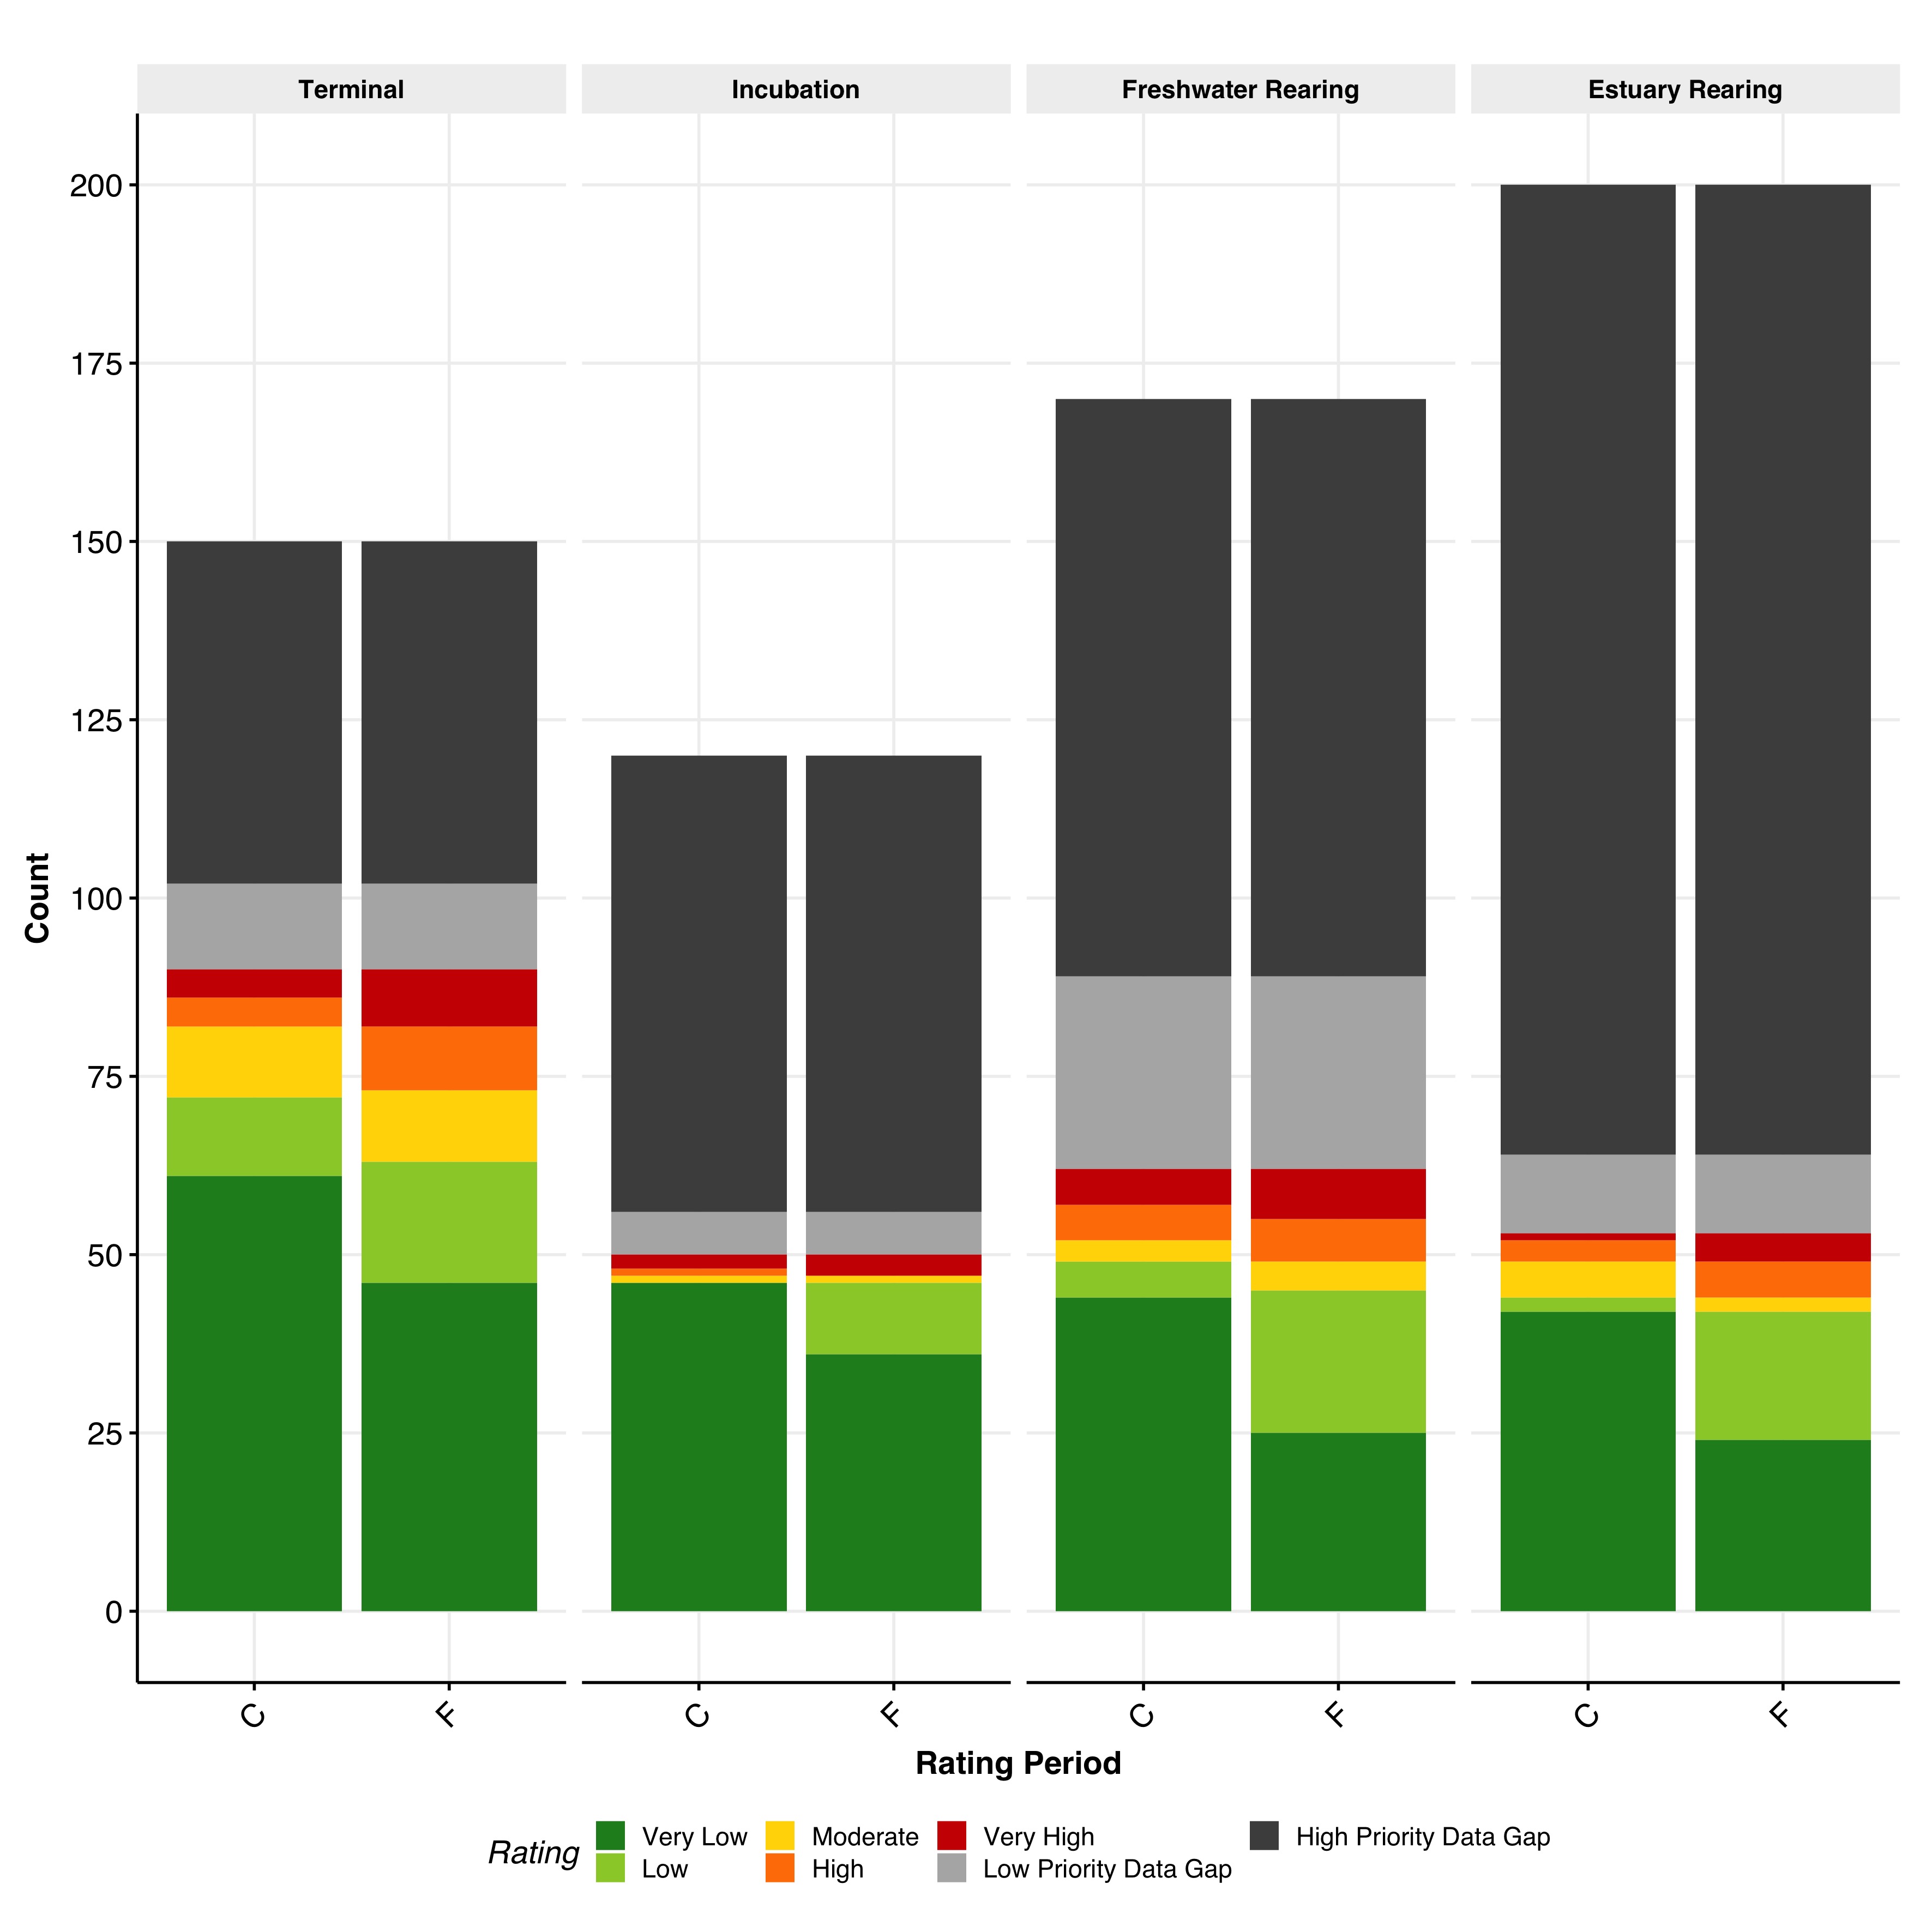 Terminal Incubation Freshwater Rearing Estuary Rearing
200
175
150
125
100
75
50
25
0
Count
C F C F C F C F
Rating Period
Rating
Very Low Moderate Very High High Priority Data Gap
Low High Low Priority Data Gap